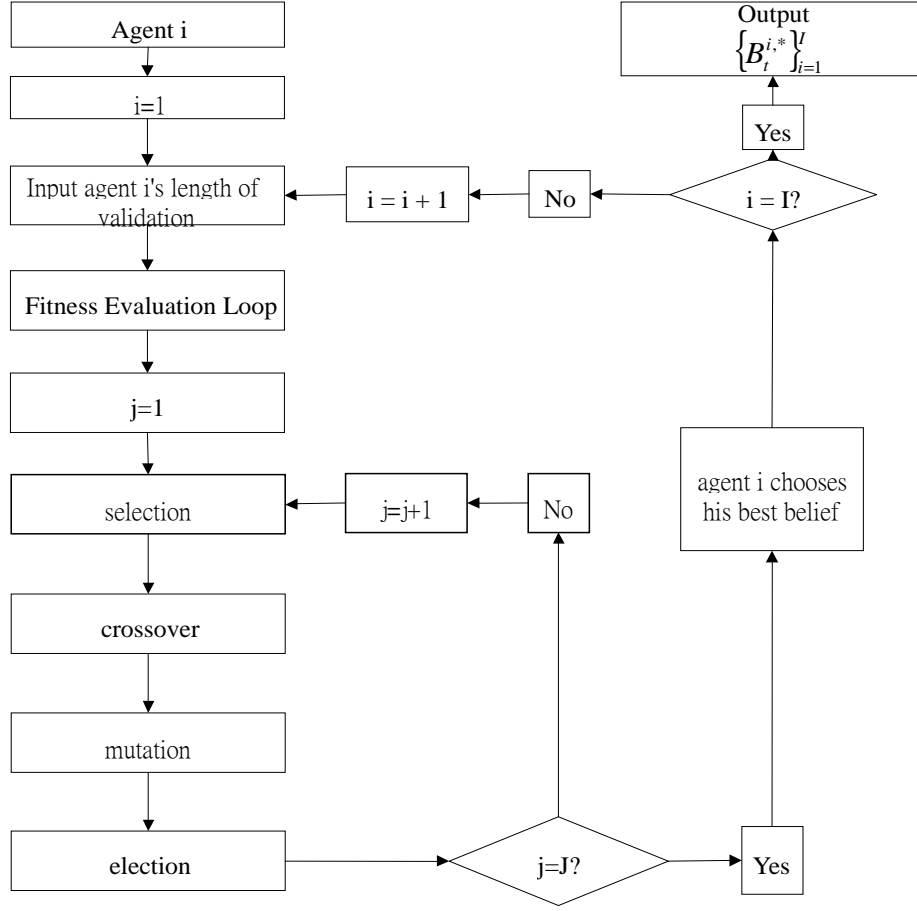 Agent i
i=1
Input agent i's length of
validation
Fitness Evaluation Loop
j=1
selection
crossover
mutation
election
j=J?
No
j=j+1
Yes
agent i chooses
his best belief
i = I?
No
i = i + 1
Yes
Output
{B_t^{i,*}}_{i=1}^I